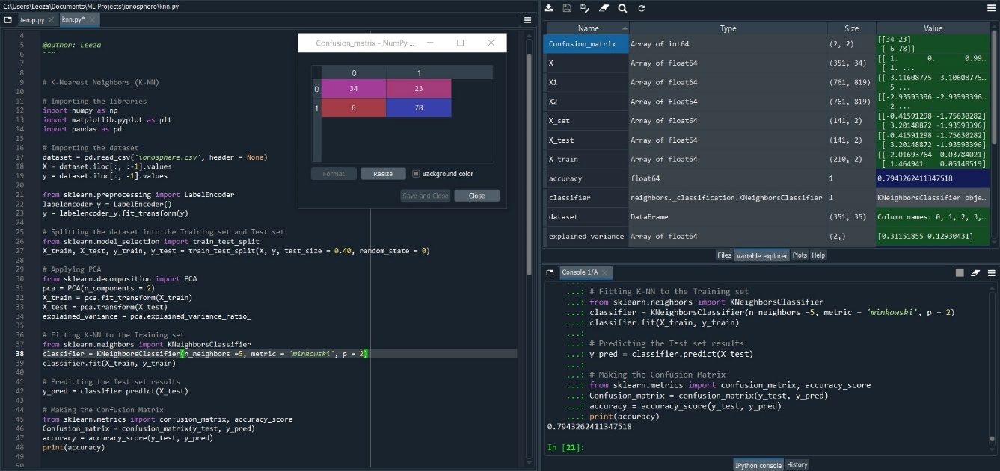 C:\Users\Leeza\Documents\ML Projects\ionosphere\knn.py
temp.py
knn.py*
4
5 @author: Leeza
6 """
7
8
9 # K-Nearest Neighbors (K-NN)
10
11 # Importing the libraries
12 import numpy as np
13 import matplotlib.pyplot as plt
14 import pandas as pd
15
16 # Importing the dataset
17 dataset = pd.read_csv('ionosphere.csv', header = None)
18 X = dataset.iloc[:, :-1].values
19 y = dataset.iloc[:, -1].values
20
21 from sklearn.preprocessing import LabelEncoder
22 labelencoder_y = LabelEncoder()
23 y = labelencoder_y.fit_transform(y)
24
25 # Splitting the dataset into the Training set and Test set
26 from sklearn.model_selection import train_test_split
27 X_train, X_test, y_train, y_test = train_test_split(X, y, test_size = 0.40, random_state = 0)
28
29 # Applying PCA
30 from sklearn.decomposition import PCA
31 pca = PCA(n_components = 2)
32 X_train = pca.fit_transform(X_train)
33 X_test = pca.transform(X_test)
34 explained_variance = pca.explained_variance_ratio_
35
36 # Fitting K-NN to the Training set
37 from sklearn.neighbors import KNeighborsClassifier
38 classifier = KNeighborsClassifier(n_neighbors =5, metric = 'minkowski', p = 2)
39 classifier.fit(X_train, y_train)
40
41 # Predicting the Test set results
42 y_pred = classifier.predict(X_test)
43
44 # Making the Confusion Matrix
45 from sklearn.metrics import confusion_matrix, accuracy_score
46 Confusion_matrix = confusion_matrix(y_test, y_pred)
47 accuracy = accuracy_score(y_test, y_pred)
48 print(accuracy)
49
50
Confusion_matrix - NumPy ...
0 1
0 34 23
1 6 78
Format Resize Background color
Save and Close Close
Name Type Size Value
Confusion_matrix Array of int64 (2, 2) [[34 23]
[ 6 78]]
X Array of float64 (351, 34) [[ 1. 0. 0.99…
[ 1. ...
X1 Array of float64 (761, 819) [[-3.11608775 -3.10608775…
5 ...
X2 Array of float64 (761, 819) [[-2.93593396 -2.93593396…
-2 ...
X_set Array of float64 (141, 2) [[-0.41591298 -1.75630282]
[ 3.20148872 -1.93593396]
X_test Array of float64 (141, 2) [[-0.41591298 -1.75630282]
[ 3.20148872 -1.93593396]
X_train Array of float64 (210, 2) [[-2.01693764 0.03784021]
[ 1.464941 0.05148519]
accuracy float64 1 0.7943262411347518
classifier neighbors._classification.KNeighborsClassifier 1 KNeighborsClassifier obje…
dataset DataFrame (351, 35) Column names: 0, 1, 2, 3,…
explained_variance Array of float64 (2,) [0.31151855 0.12930431]
Files Variable explorer Plots Help
Console 1/A
...: # Fitting K-NN to the Training set
...: from sklearn.neighbors import KNeighborsClassifier
...: classifier = KNeighborsClassifier(n_neighbors =5, metric = 'minkowski', p = 2)
...: classifier.fit(X_train, y_train)
...:
...: # Predicting the Test set results
...: y_pred = classifier.predict(X_test)
...:
...: # Making the Confusion Matrix
...: from sklearn.metrics import confusion_matrix, accuracy_score
...: Confusion_matrix = confusion_matrix(y_test, y_pred)
...: accuracy = accuracy_score(y_test, y_pred)
...: print(accuracy)
0.7943262411347518
In [21]:
IPython console History